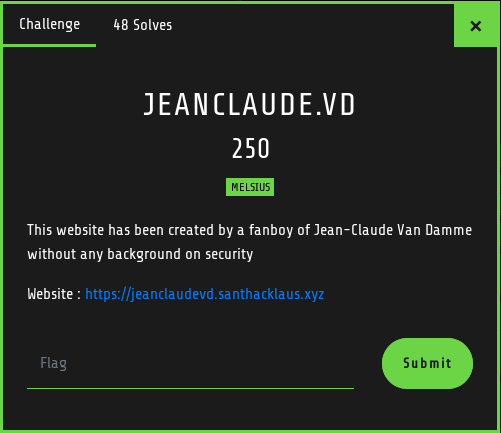 Challenge
48 Solves
×
JEANCLAUDE.VD
250
MELSIUS
This website has been created by a fanboy of Jean-Claude Van Damme
without any background on security
Website : https://jeanclaudevd.santhacklaus.xyz
Flag
Submit